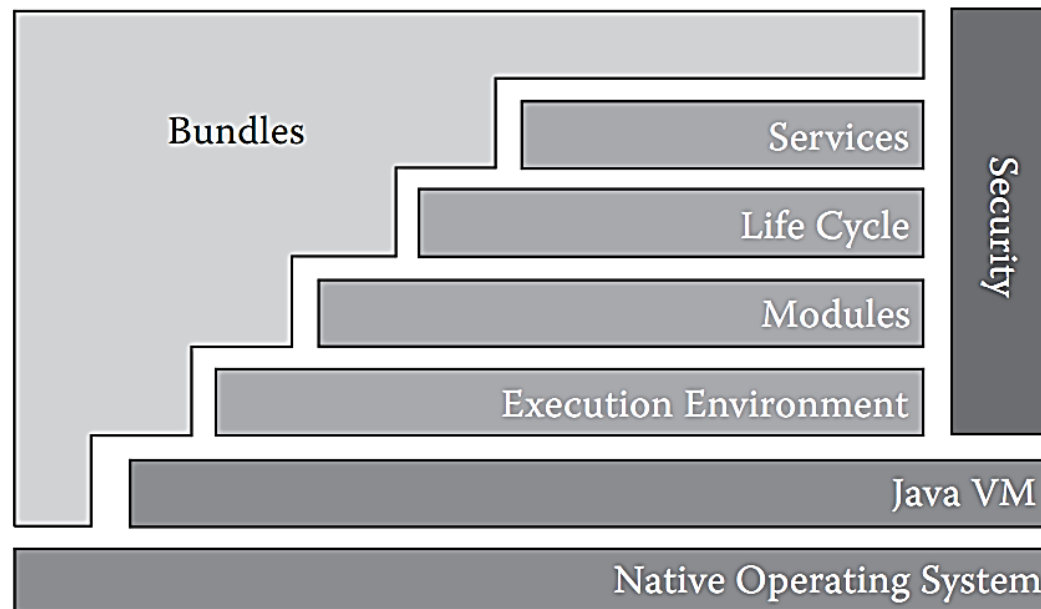 Bundles
Services
Life Cycle
Modules
Execution Environment
Security
Java VM
Native Operating System